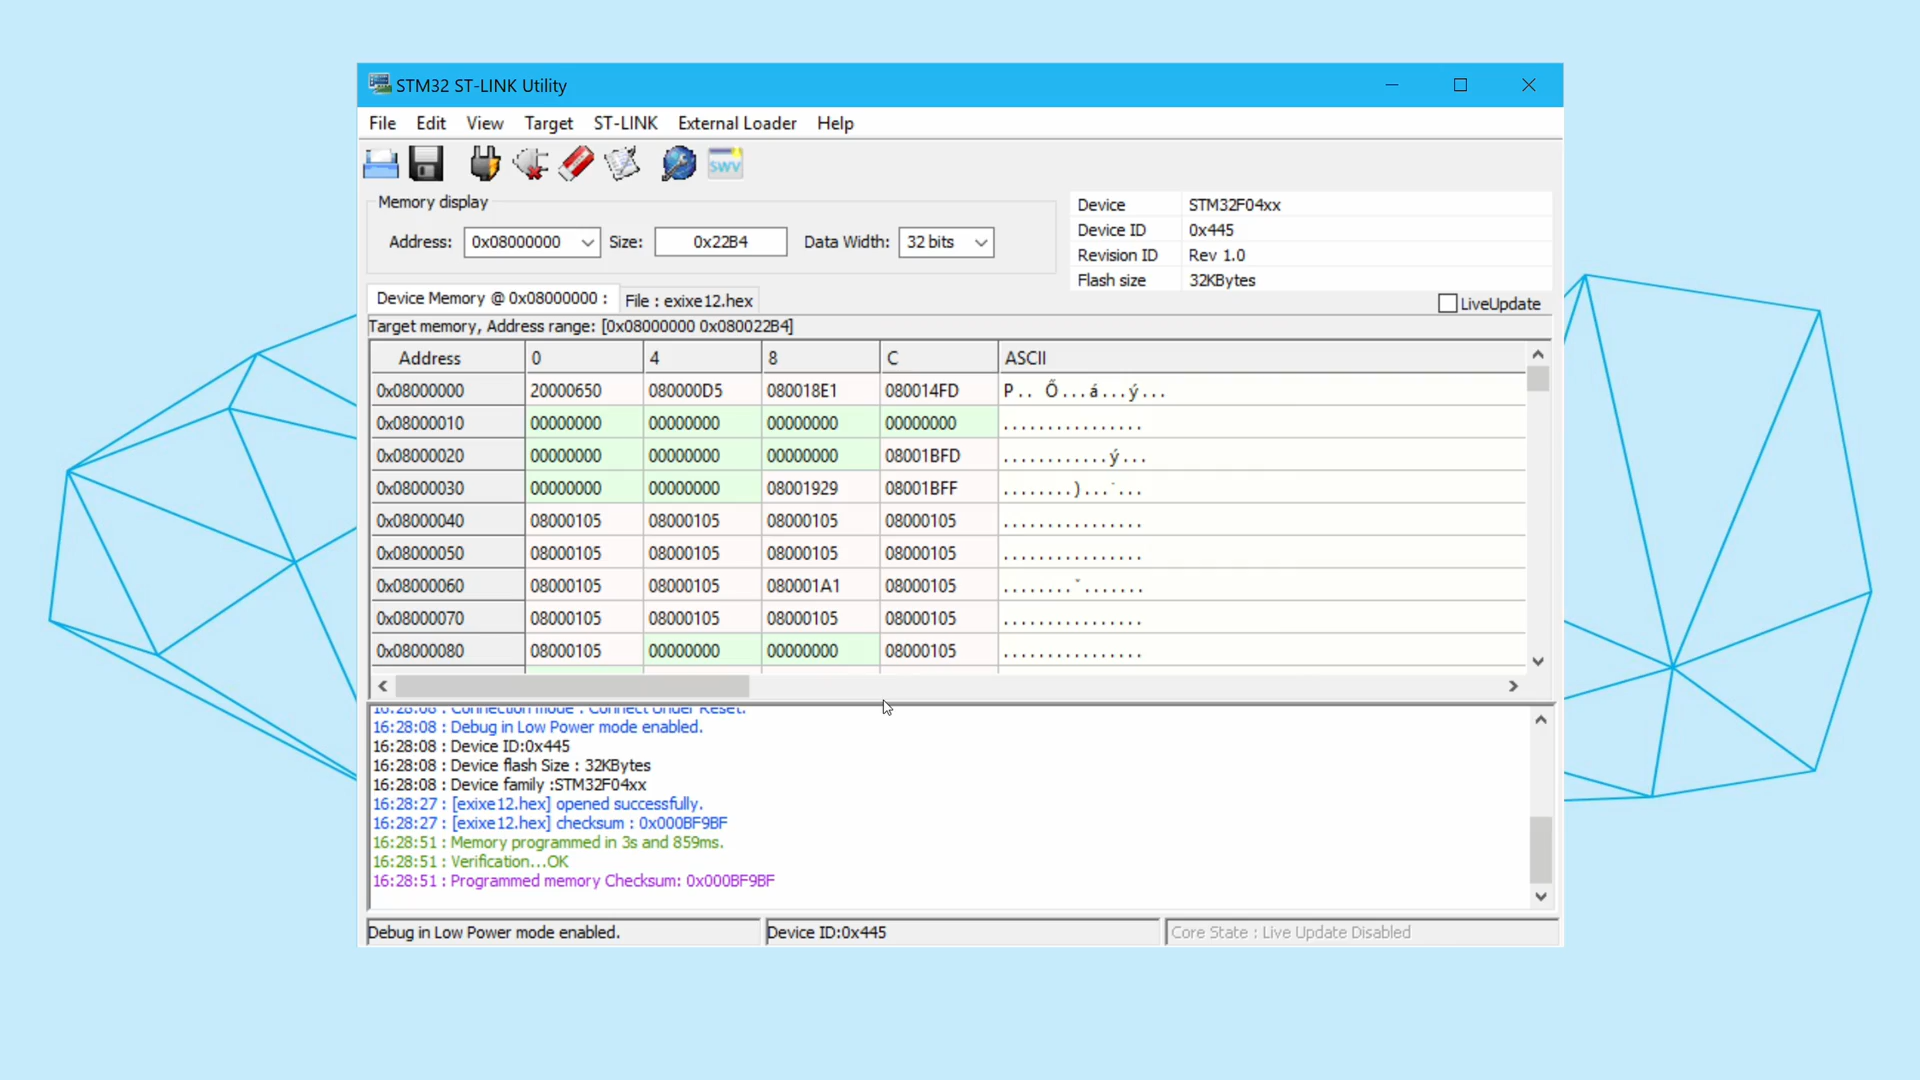 STM32 ST-LINK Utility
File Edit View Target ST-LINK External Loader Help
SWV
Memory display
Address: 0x08000000 Size: 0x22B4 Data Width: 32 bits
Device STM32F04xx
Device ID 0x445
Revision ID Rev 1.0
Flash size 32KBytes
LiveUpdate
Device Memory @ 0x08000000 : File : exixe12.hex
Target memory, Address range: [0x08000000 0x080022B4]
Address 0 4 8 C ASCII
0x08000000 20000650 080000D5 080018E1 080014FD P.. Ő...á...ý...
0x08000010 00000000 00000000 00000000 00000000 ................
0x08000020 00000000 00000000 00000000 08001BFD ............ý...
0x08000030 00000000 00000000 08001929 08001BFF ........)...˙...
0x08000040 08000105 08000105 08000105 08000105 ................
0x08000050 08000105 08000105 08000105 08000105 ................
0x08000060 08000105 08000105 080001A1 08000105 ........ˇ.......
0x08000070 08000105 08000105 08000105 08000105 ................
0x08000080 08000105 00000000 00000000 08000105 ................
16:28:08 : Connection mode : Connect Under Reset.
16:28:08 : Debug in Low Power mode enabled.
16:28:08 : Device ID:0x445
16:28:08 : Device flash Size : 32KBytes
16:28:08 : Device family :STM32F04xx
16:28:27 : [exixe12.hex] opened successfully.
16:28:27 : [exixe12.hex] checksum : 0x000BF9BF
16:28:51 : Memory programmed in 3s and 859ms.
16:28:51 : Verification...OK
16:28:51 : Programmed memory Checksum: 0x000BF9BF
Debug in Low Power mode enabled. Device ID:0x445 Core State : Live Update Disabled